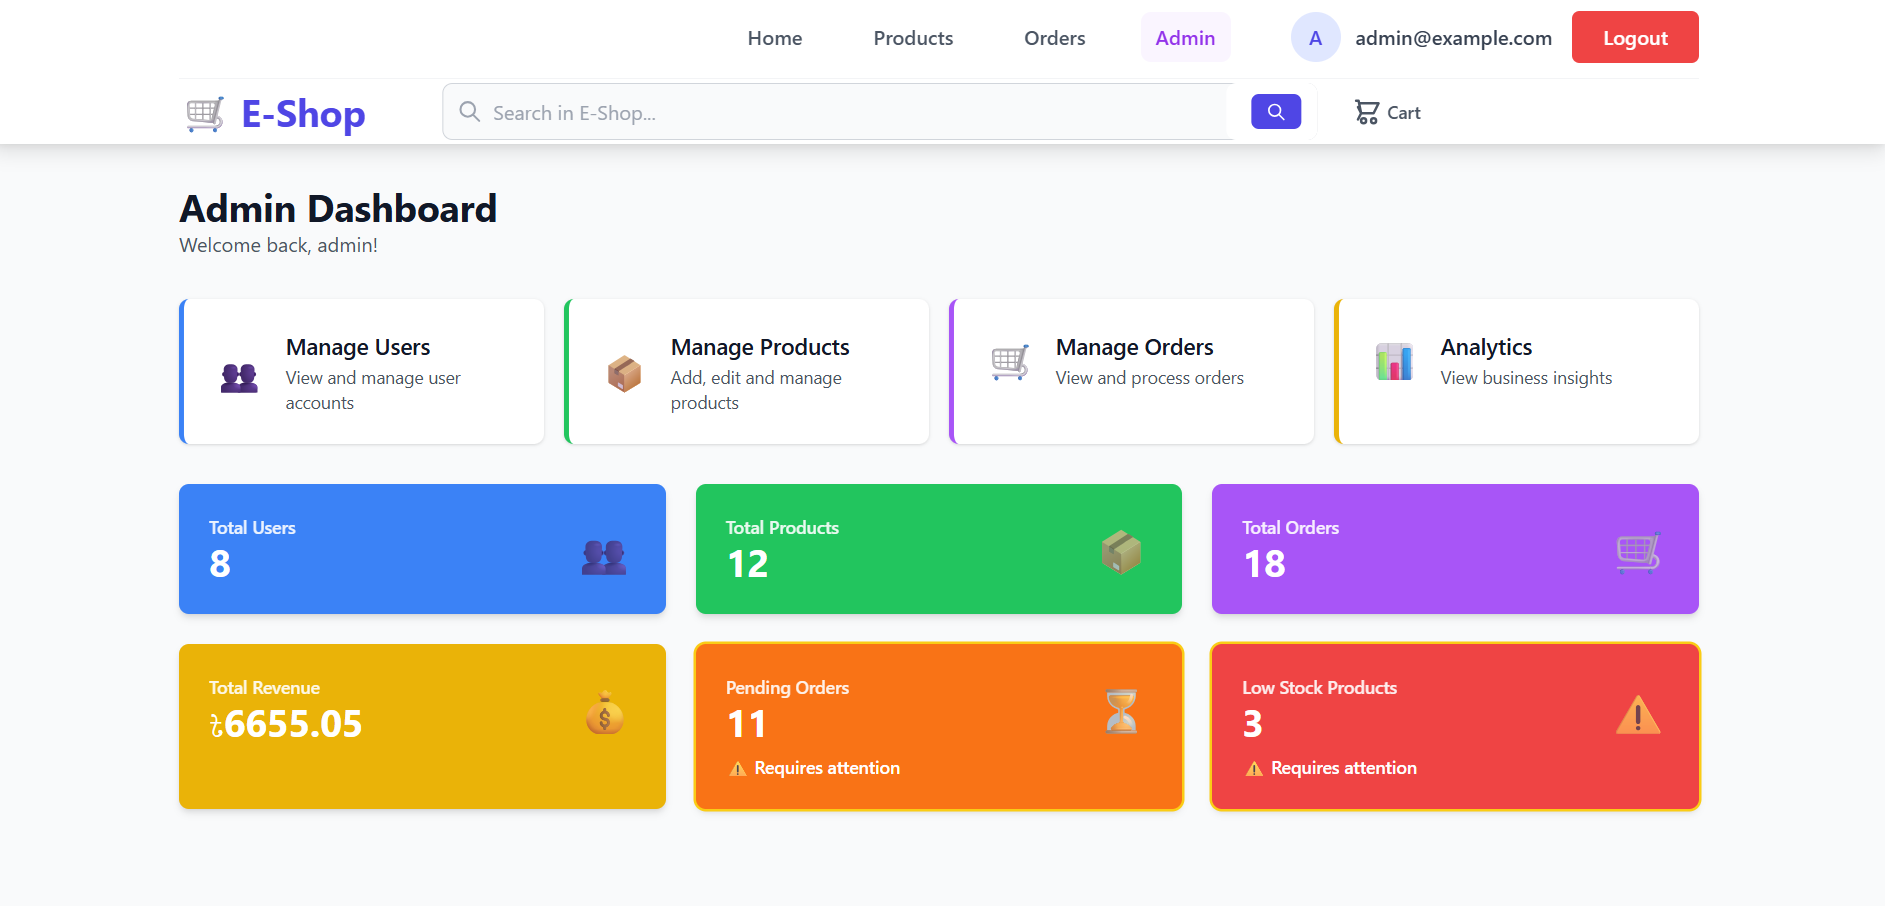 Home Products Orders Admin A admin@example.com Logout
E-Shop Search in E-Shop... Cart
Admin Dashboard
Welcome back, admin!
Manage Users
View and manage user
accounts
Manage Products
Add, edit and manage
products
Manage Orders
View and process orders
Analytics
View business insights
Total Users
8
Total Products
12
Total Orders
18
Total Revenue
৳6655.05
Pending Orders
11
⚠ Requires attention
Low Stock Products
3
⚠ Requires attention